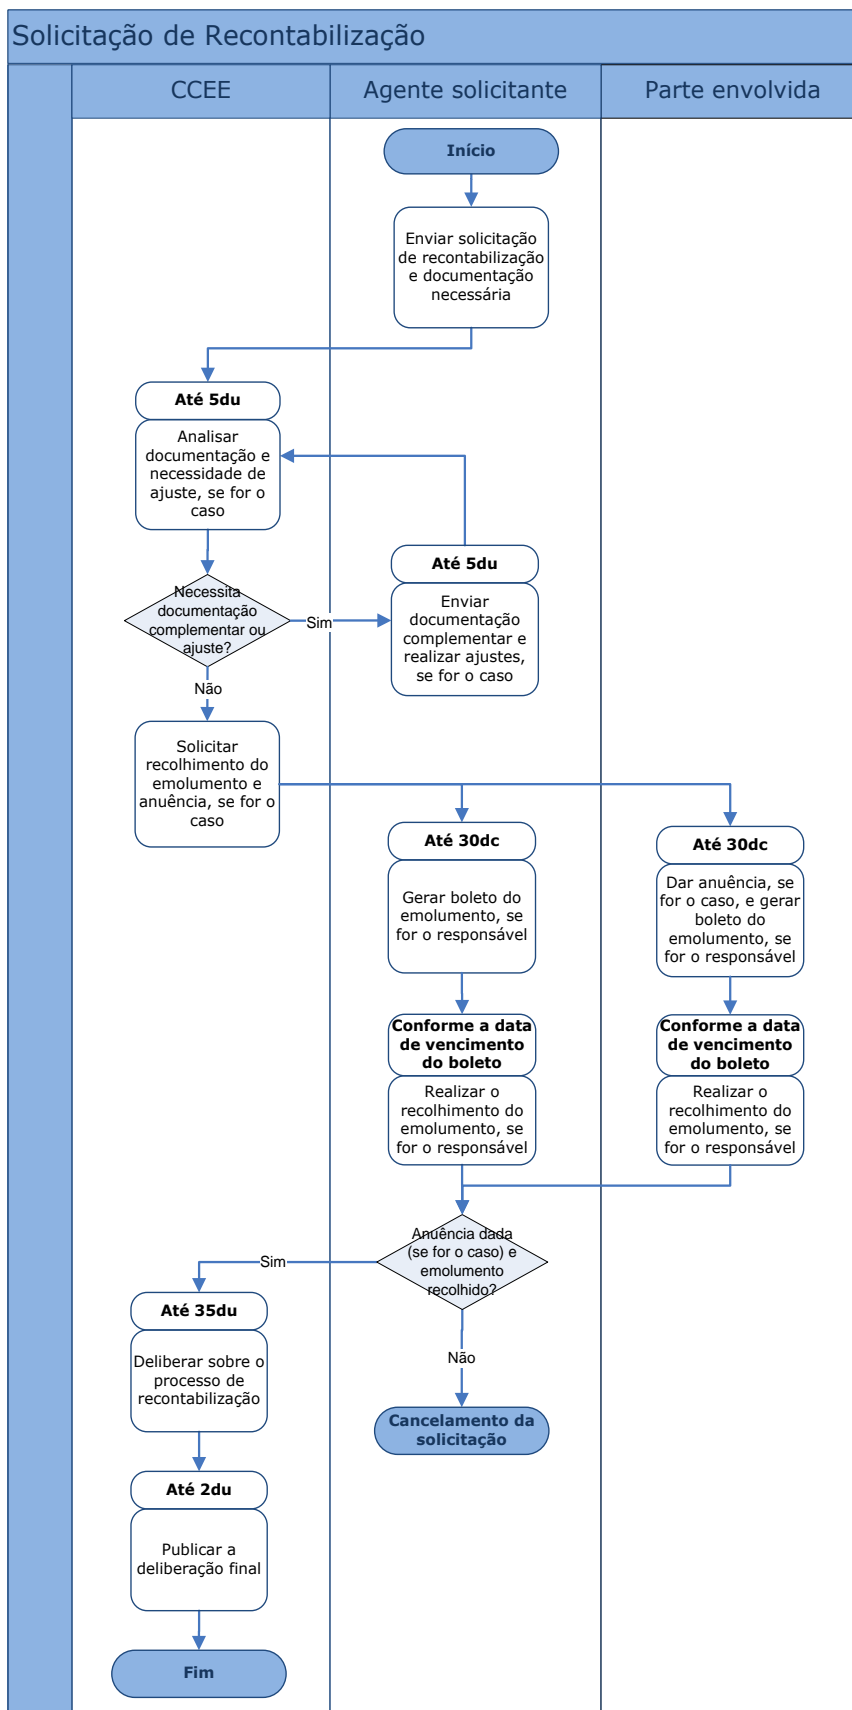 Solicitação de Recontabilização
CCEE
Agente solicitante
Parte envolvida
Início
Enviar solicitação
de recontabilização
e documentação
necessária
Até 5du
Analisar
documentação e
necessidade de
ajuste, se for o
caso
Até 5du
Enviar
documentação
complementar e
realizar ajustes,
se for o caso
Necessita
documentação
complementar ou
ajuste?
Sim
Não
Solicitar
recolhimento do
emolumento e
anuência, se for o
caso
Até 30dc
Gerar boleto do
emolumento, se
for o responsável
Até 30dc
Dar anuência, se
for o caso, e gerar
boleto do
emolumento, se
for o responsável
Conforme a data
de vencimento
do boleto
Realizar o
recolhimento do
emolumento, se
for o responsável
Conforme a data
de vencimento
do boleto
Realizar o
recolhimento do
emolumento, se
for o responsável
Anuência dada
(se for o caso) e
emolumento
recolhido?
Sim
Não
Até 35du
Deliberar sobre o
processo de
recontabilização
Cancelamento da
solicitação
Até 2du
Publicar a
deliberação final
Fim